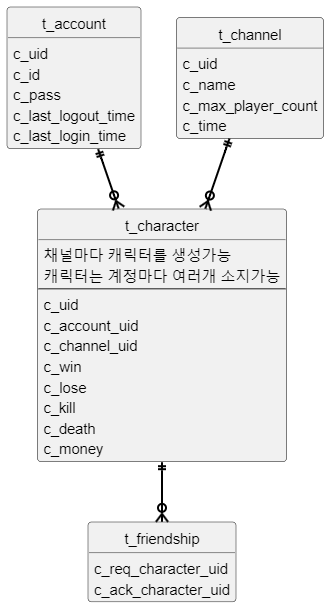 t_account
c_uid
c_id
c_pass
c_last_logout_time
c_last_login_time
t_channel
c_uid
c_name
c_max_player_count
c_time
t_character
채널마다 캐릭터를 생성가능
캐릭터는 계정마다 여러개 소지가능
c_uid
c_account_uid
c_channel_uid
c_win
c_lose
c_kill
c_death
c_money
t_friendship
c_req_character_uid
c_ack_character_uid